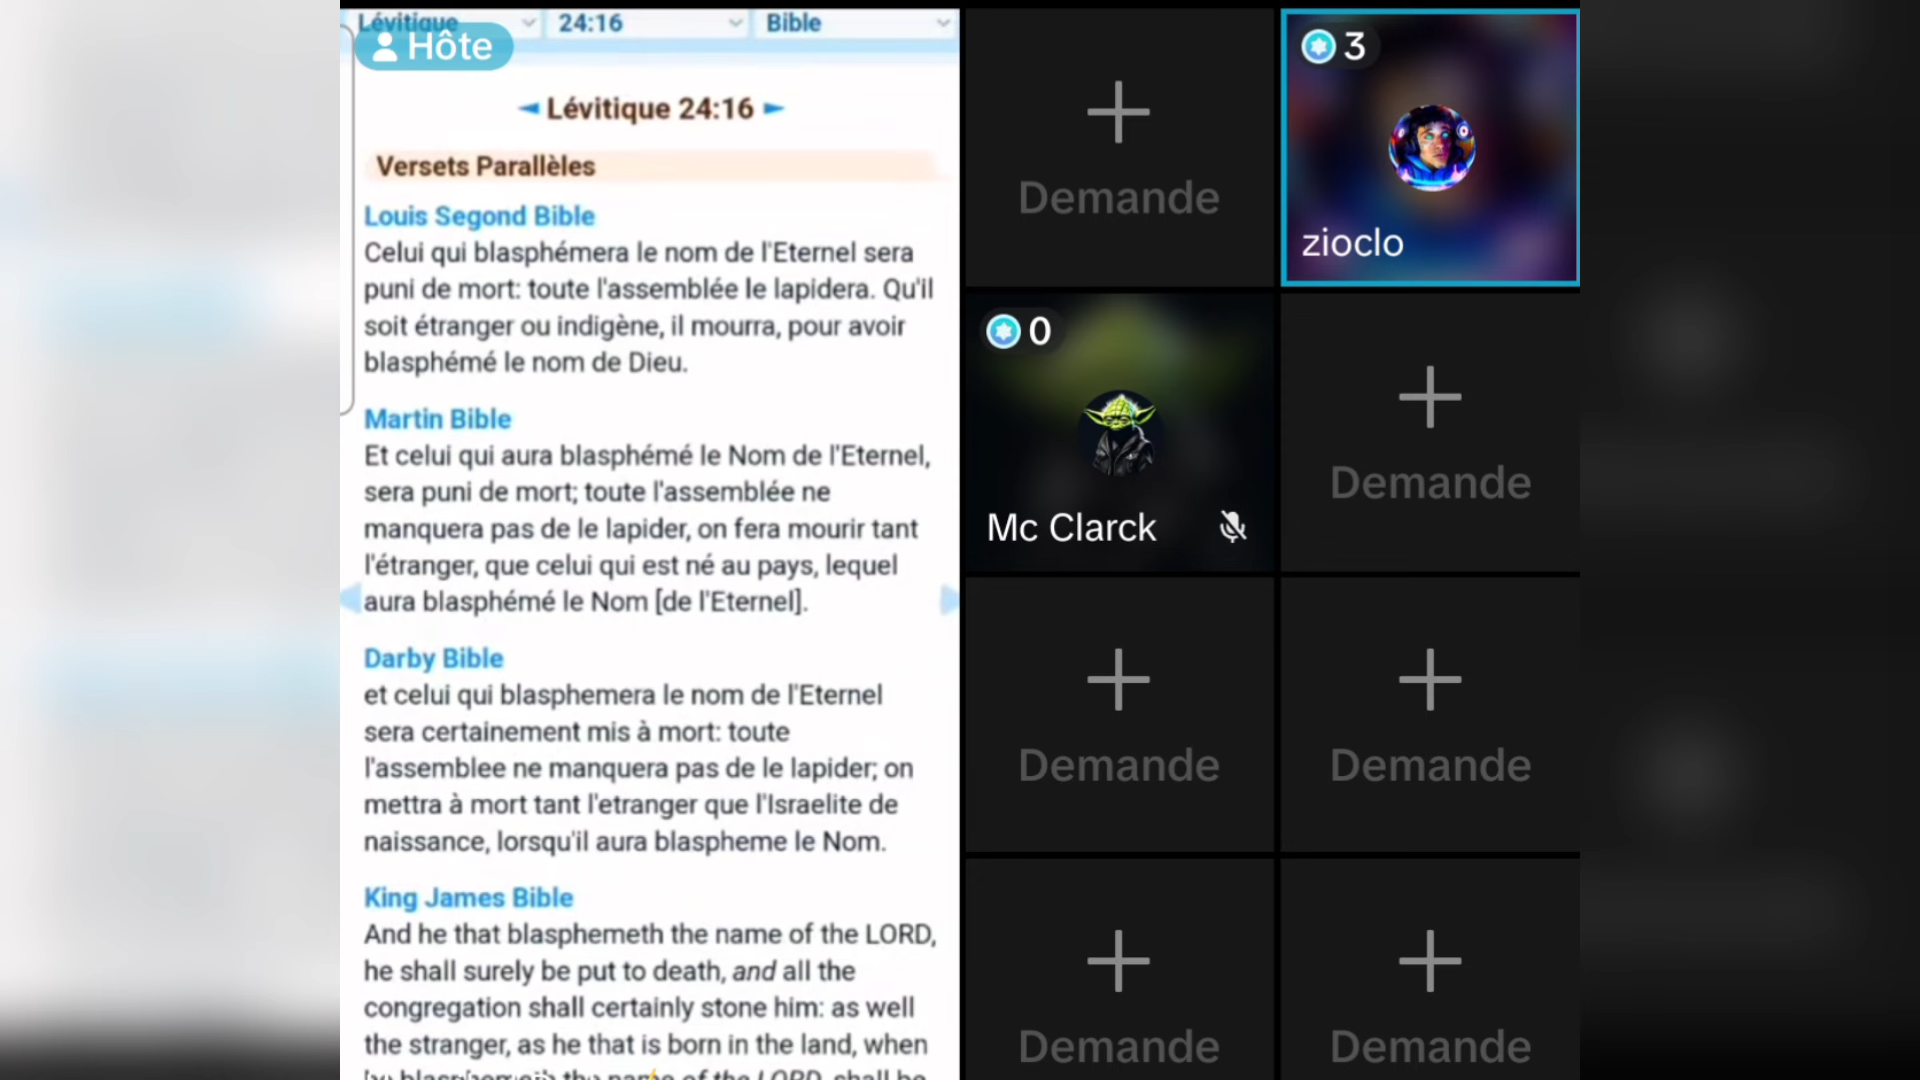 Lévitique
24:16
Bible
Hôte
Lévitique 24:16
Versets Parallèles
Louis Segond Bible
Celui qui blasphémera le nom de l'Eternel sera
puni de mort: toute l'assemblée le lapidera. Qu'il
soit étranger ou indigène, il mourra, pour avoir
blasphémé le nom de Dieu.
Martin Bible
Et celui qui aura blasphémé le Nom de l'Eternel,
sera puni de mort; toute l'assemblée ne
manquera pas de le lapider, on fera mourir tant
l'étranger, que celui qui est né au pays, lequel
aura blasphémé le Nom [de l'Eternel].
Darby Bible
et celui qui blasphemera le nom de l'Eternel
sera certainement mis à mort: toute
l'assemblee ne manquera pas de le lapider; on
mettra à mort tant l'etranger que l'Israelite de
naissance, lorsqu'il aura blaspheme le Nom.
King James Bible
And he that blasphemeth the name of the LORD,
he shall surely be put to death, and all the
congregation shall certainly stone him: as well
the stranger, as he that is born in the land, when
the name of the LORD, shall be
Demande
3
zioclo
0
Mc Clarck
Demande
Demande
Demande
Demande
Demande